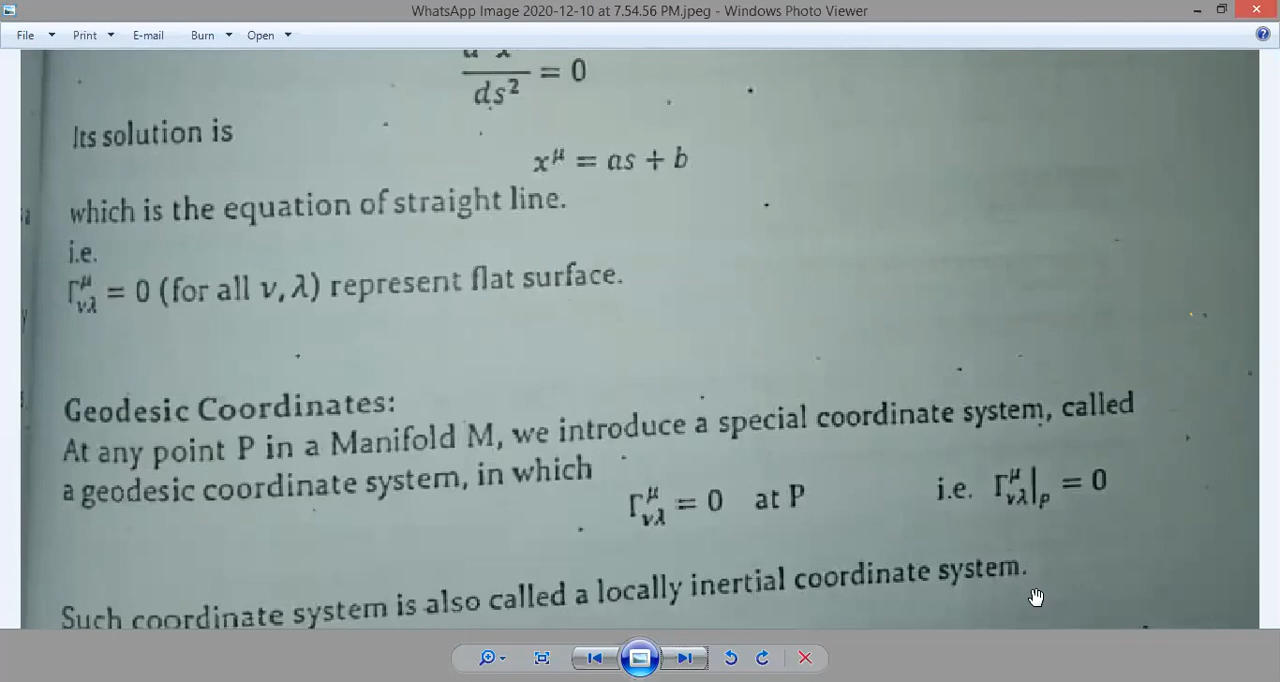 WhatsApp Image 2020-12-10 at 7.54.56 PM.jpeg - Windows Photo Viewer
File Print E-mail Burn Open
ds² = 0
Its solution is
x^μ = as + b
which is the equation of straight line.
i.e.
Γ^μ_νλ = 0 (for all ν, λ) represent flat surface.
Geodesic Coordinates:
At any point P in a Manifold M, we introduce a special coordinate system, called
a geodesic coordinate system, in which
Γ^μ_νλ = 0 at P i.e. Γ^μ_νλ|_P = 0
Such coordinate system is also called a locally inertial coordinate system.